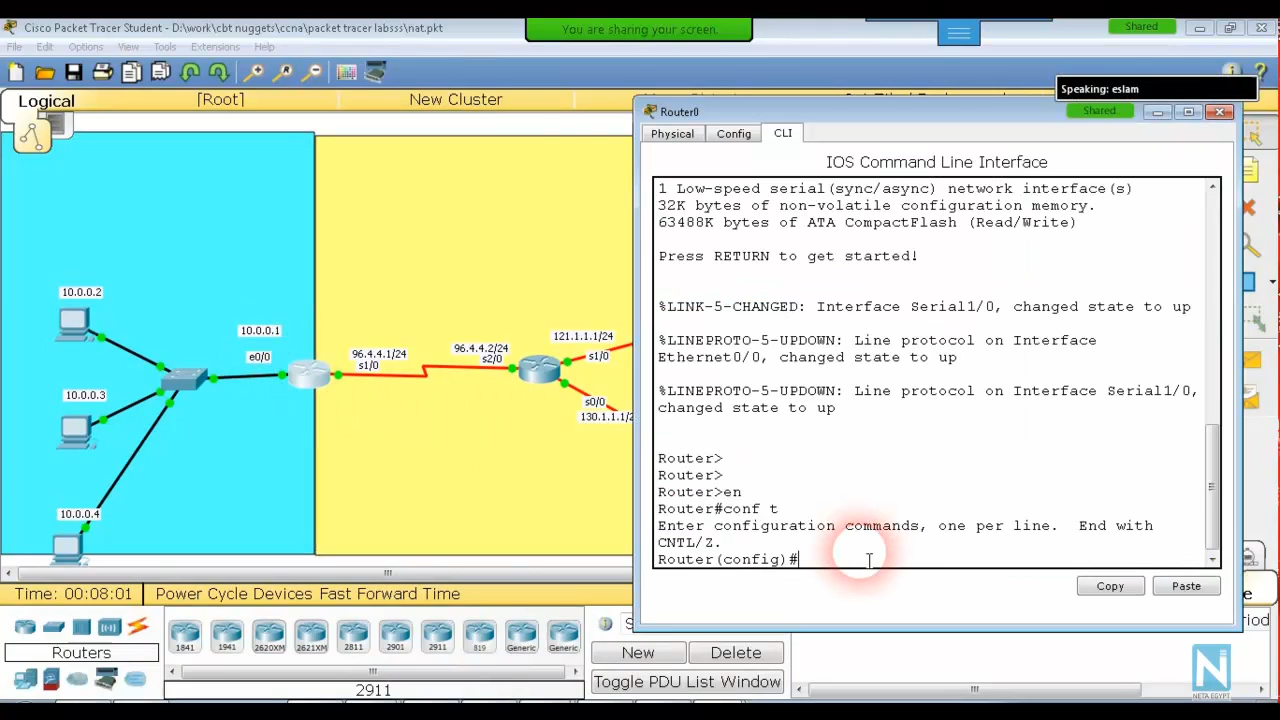 Cisco Packet Tracer Student - D:\work\cbt nuggets\ccna\packet tracer labsss\nat.pkt
You are sharing your screen.
Shared
File Edit Options View Tools Extensions Help
Speaking: eslam
Logical
[Root]
New Cluster
Router0
Shared
Physical
Config
CLI
IOS Command Line Interface
1 Low-speed serial(sync/async) network interface(s)
32K bytes of non-volatile configuration memory.
63488K bytes of ATA CompactFlash (Read/Write)
Press RETURN to get started!
%LINK-5-CHANGED: Interface Serial1/0, changed state to up
%LINEPROTO-5-UPDOWN: Line protocol on Interface
Ethernet0/0, changed state to up
%LINEPROTO-5-UPDOWN: Line protocol on Interface Serial1/0,
changed state to up
Router>
Router>
Router>en
Router#conf t
Enter configuration commands, one per line. End with
CNTL/Z.
Router(config)#
Copy
Paste
10.0.0.2
10.0.0.1
e0/0
96.4.4.1/24
s1/0
96.4.4.2/24
s2/0
121.1.1.1/24
s1/0
10.0.0.3
s0/0
130.1.1.1/2
10.0.0.4
Time: 00:08:01
Power Cycle Devices Fast Forward Time
Routers
1841
1941
2620XM
2621XM
2811
2901
2911
819
Generic
Generic
2911
New
Delete
Toggle PDU List Window
riod
NETA EGYPT